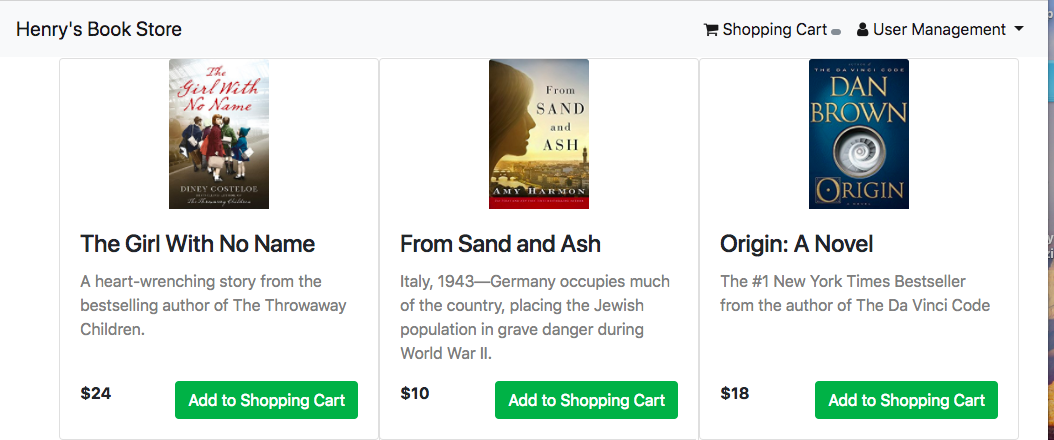 Henry's Book Store
Shopping Cart
User Management
The
Girl With
No Name
DINEY COSTELOE
The Throwaway Children
From
SAND
and
ASH
AMY HARMON
THE DA VINCI CODE
DAN
BROWN
ORIGIN
A NOVEL
The Girl With No Name
A heart-wrenching story from the
bestselling author of The Throwaway
Children.
$24
Add to Shopping Cart
From Sand and Ash
Italy, 1943—Germany occupies much
of the country, placing the Jewish
population in grave danger during
World War II.
$10
Add to Shopping Cart
Origin: A Novel
The #1 New York Times Bestseller
from the author of The Da Vinci Code
$18
Add to Shopping Cart